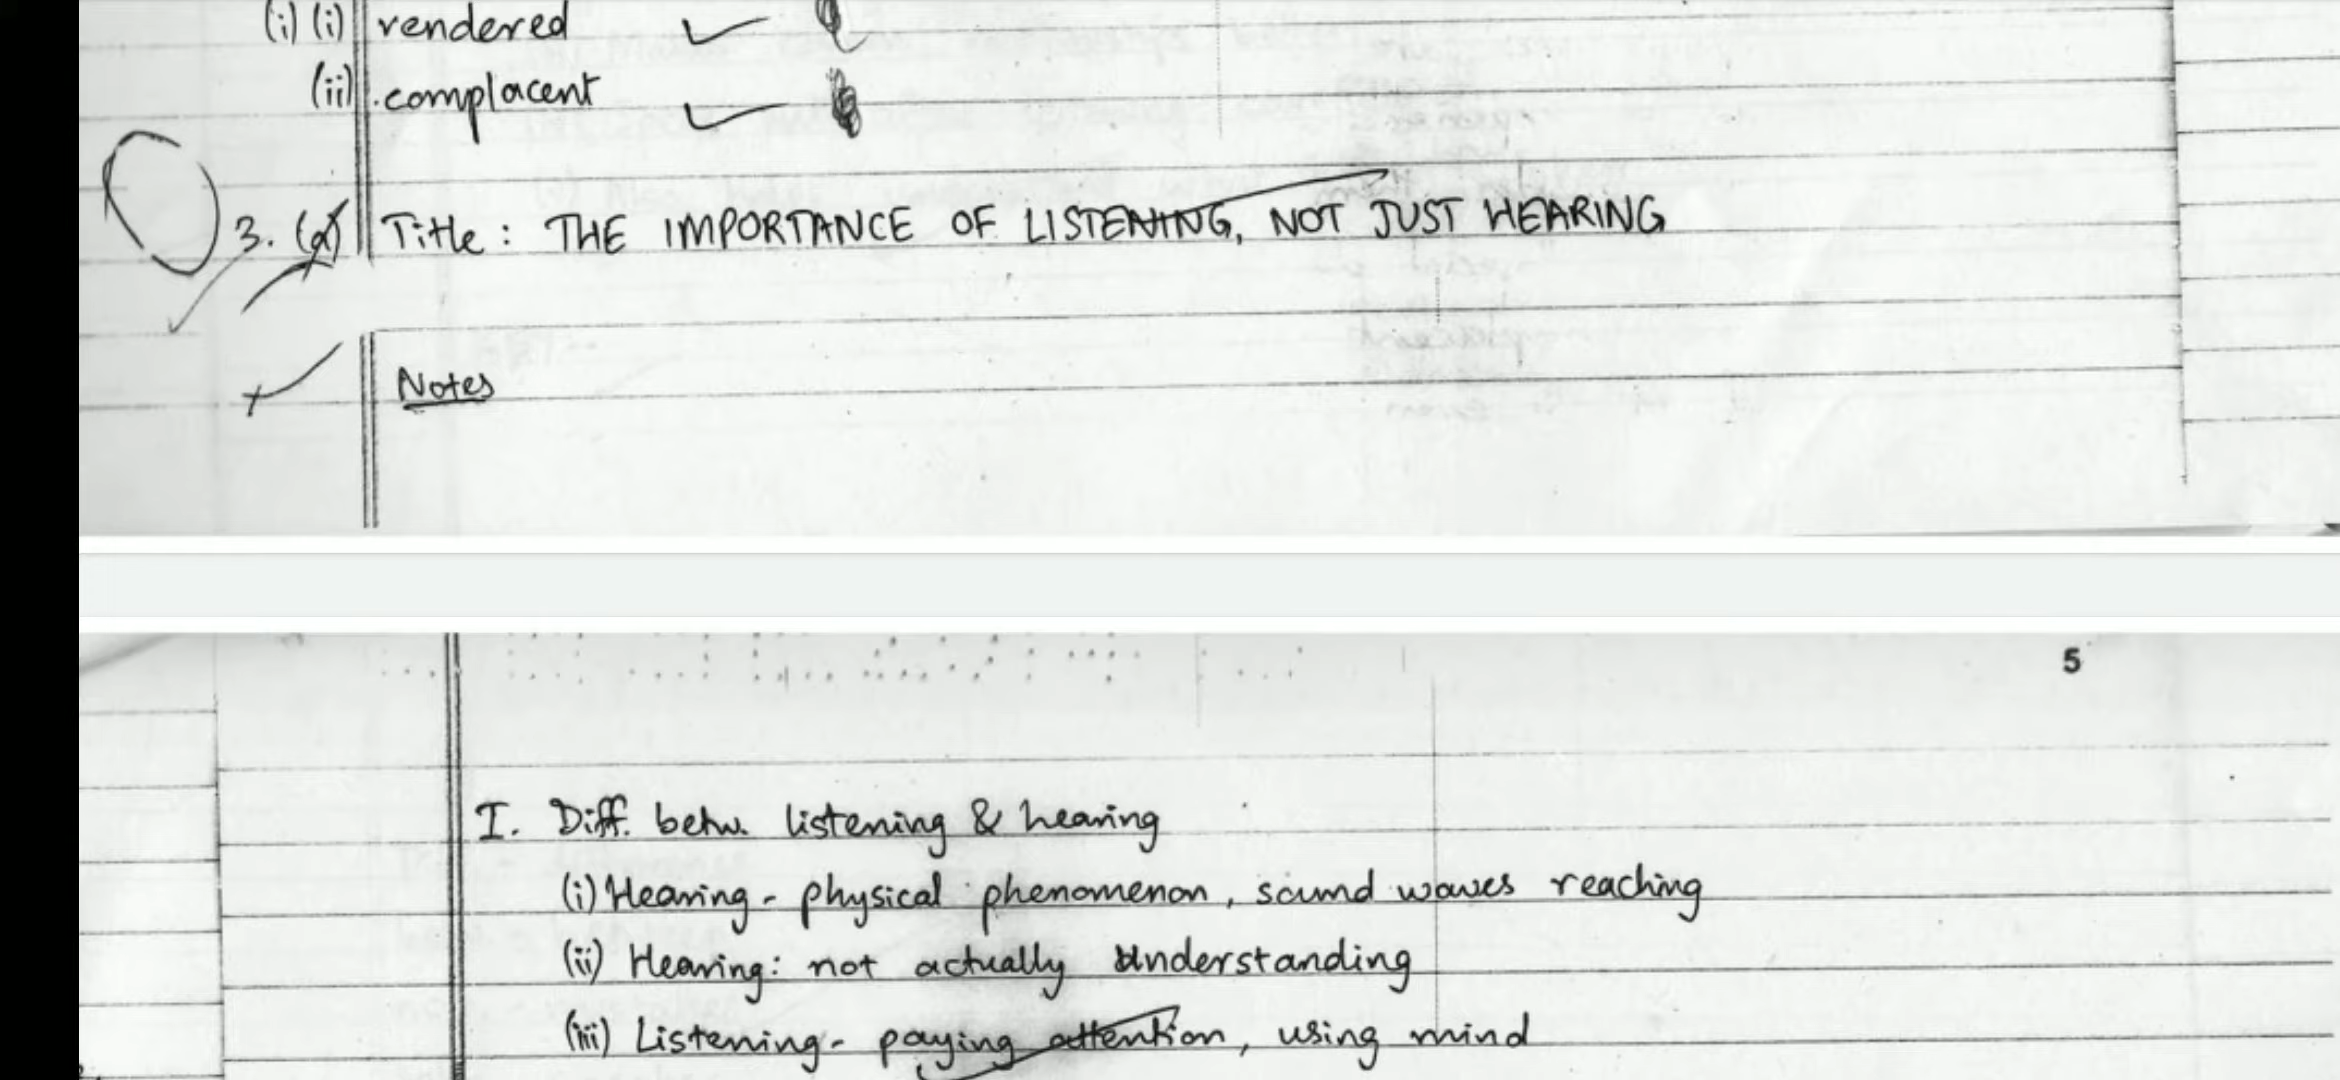 (i) (i) rendered
(ii) complacent
3. (a) Title: THE IMPORTANCE OF LISTENING, NOT JUST HEARING
Notes
5
I. Diff. betw. listening & hearing
(i) Hearing - physical phenomenon, sound waves reaching
(ii) Hearing: not actually understanding
(iii) Listening - paying attention, using mind